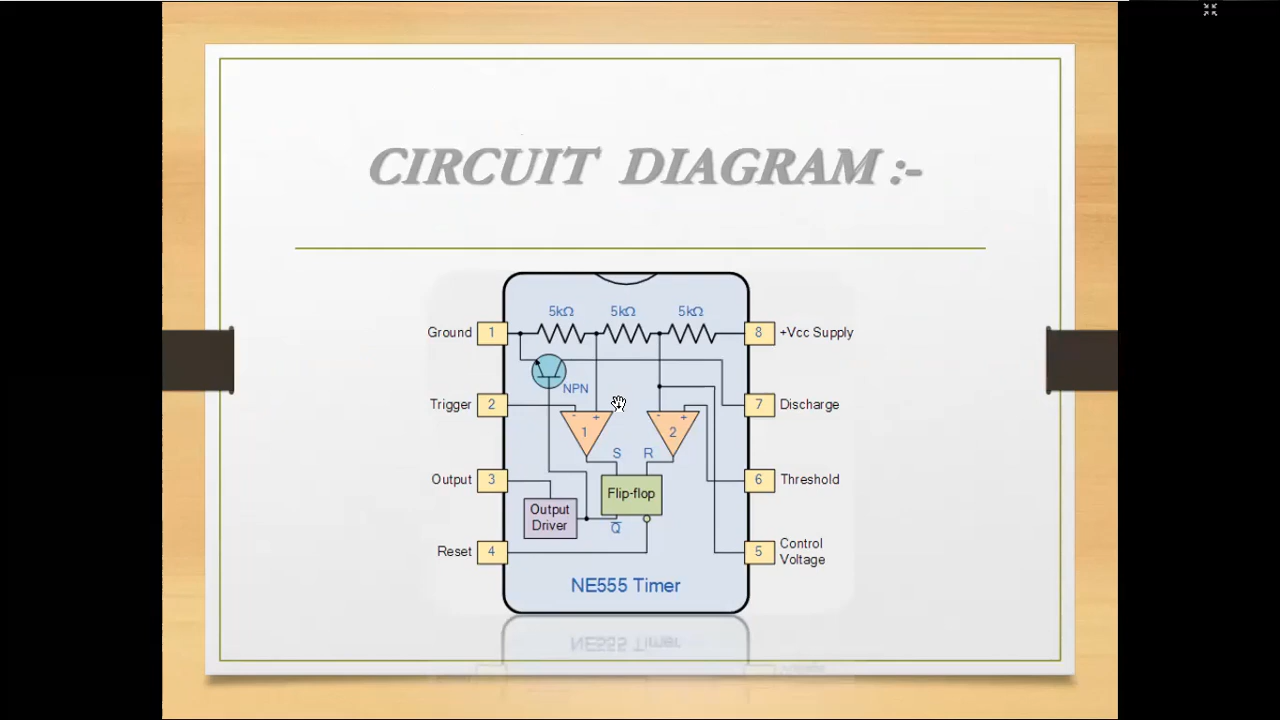 CIRCUIT DIAGRAM :-
5kΩ 5kΩ 5kΩ
Ground 1 8 +Vcc Supply
NPN
Trigger 2 7 Discharge
- + - +
1 2
S R
Output 3 6 Threshold
Flip-flop
Output
Driver
Q̅
Reset 4 5 Control
Voltage
NE555 Timer